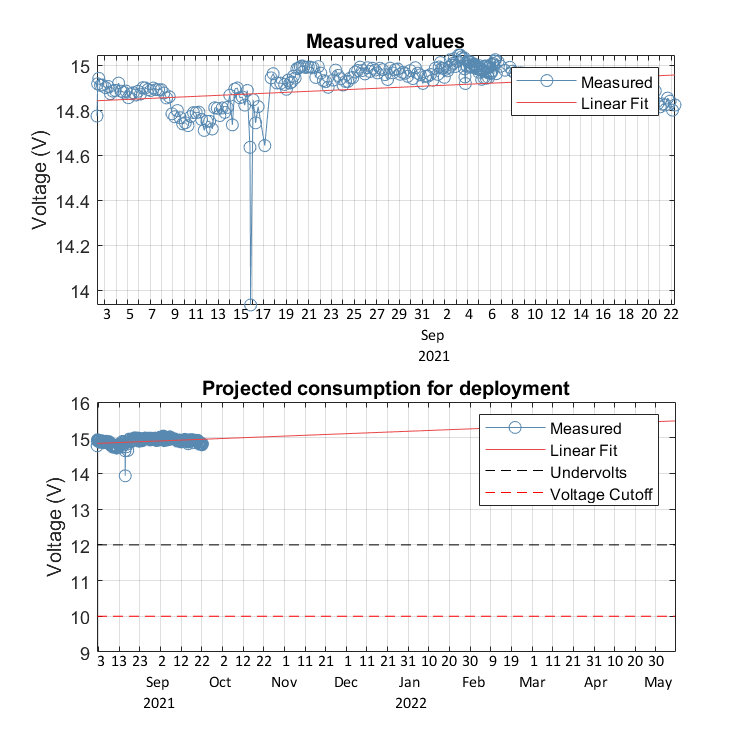 Measured values
Voltage (V)
15
14.8
14.6
14.4
14.2
14
Measured
Linear Fit
3 5 7 9 11 13 15 17 19 21 23 25 27 29 31 2 4 6 8 10 12 14 16 18 20 22
Sep
2021
Projected consumption for deployment
Voltage (V)
16
15
14
13
12
11
10
9
Measured
Linear Fit
Undervolts
Voltage Cutoff
3 13 23 2 12 22 2 12 22 1 11 21 1 11 21 31 10 20 30 9 19 1 11 21 31 10 20 30
Sep Oct Nov Dec Jan Feb Mar Apr May
2021 2022